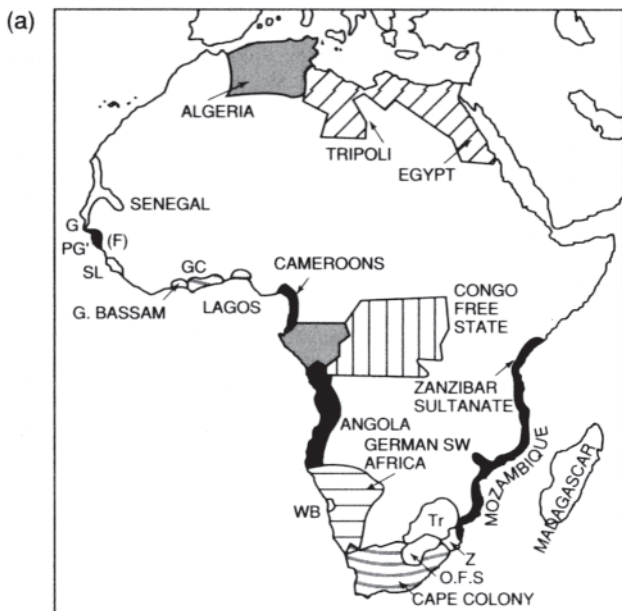 (a)
ALGERIA
TRIPOLI
EGYPT
SENEGAL
G
PG'
(F)
SL
GC
G. BASSAM
LAGOS
CAMEROONS
CONGO
FREE
STATE
ZANZIBAR
SULTANATE
ANGOLA
GERMAN SW
AFRICA
MOZAMBIQUE
MADAGASCAR
WB
Tr
Z
O.F.S
CAPE COLONY